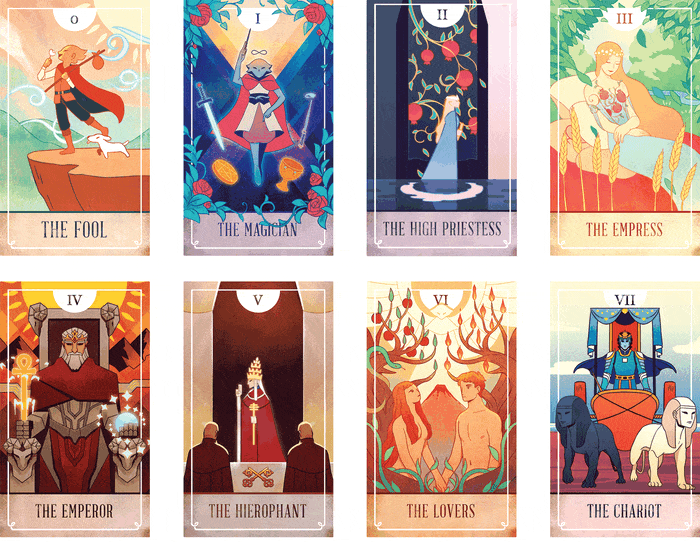 0
THE FOOL
I
THE MAGICIAN
II
THE HIGH PRIESTESS
III
THE EMPRESS
IV
THE EMPEROR
V
THE HIEROPHANT
VI
THE LOVERS
VII
THE CHARIOT